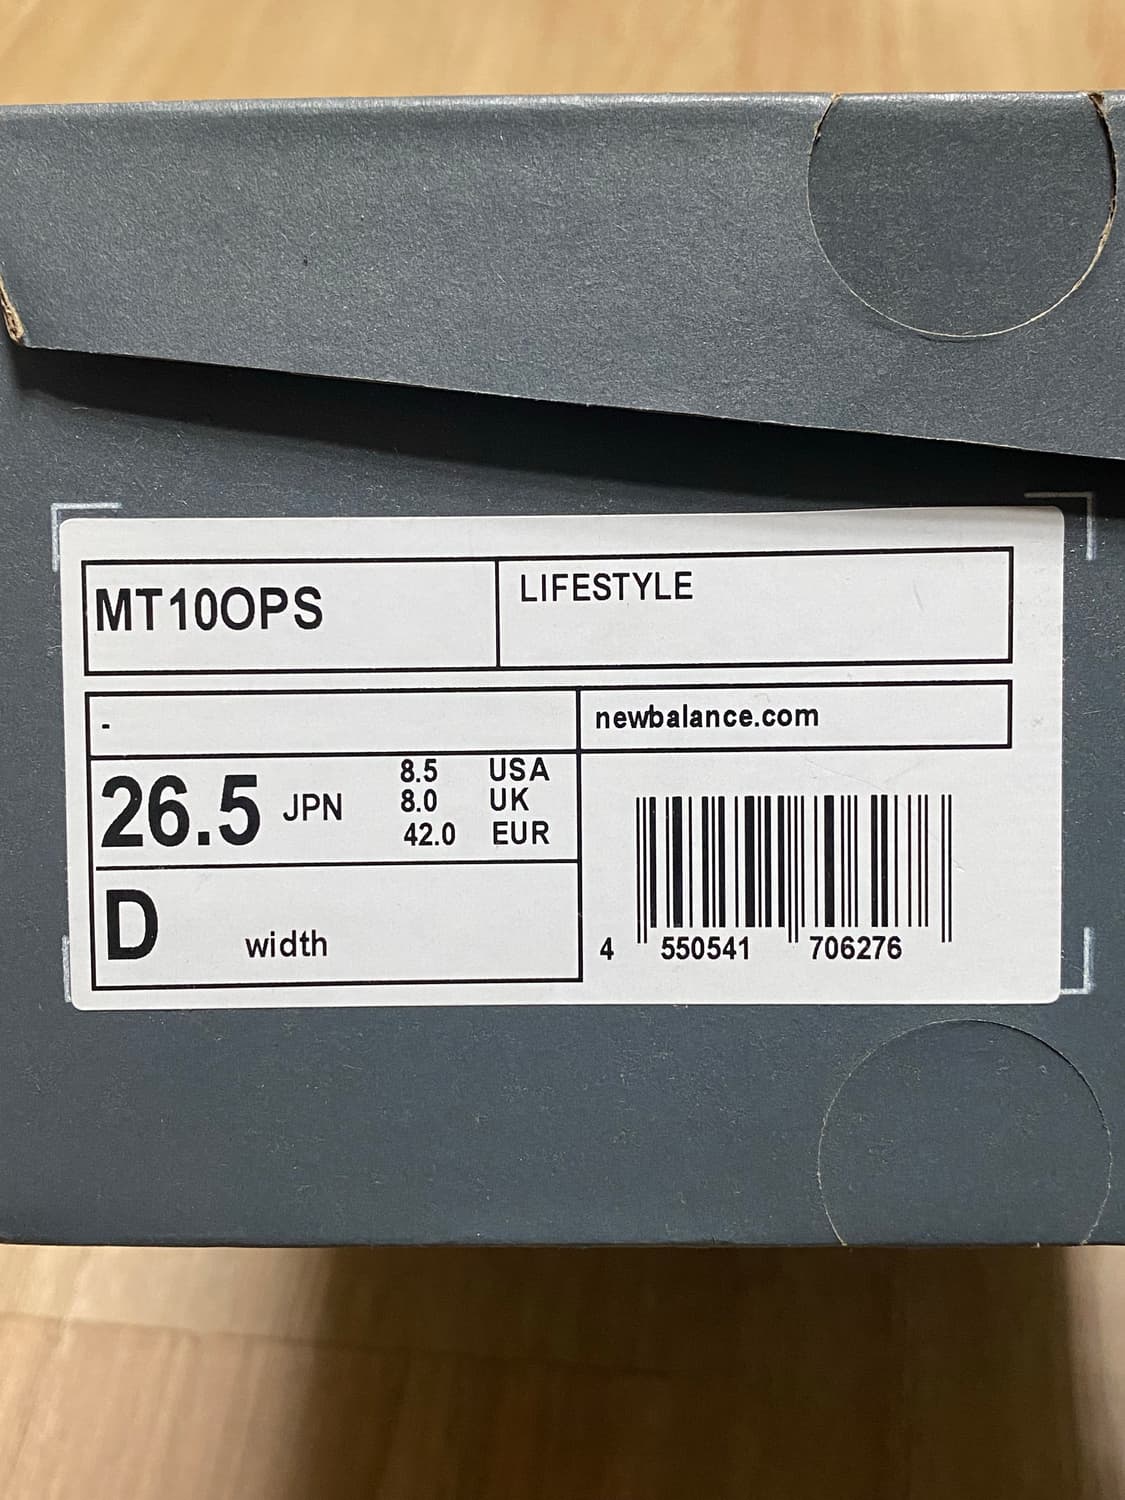 MT10OPS
LIFESTYLE
-
newbalance.com
26.5 JPN
8.5 USA
8.0 UK
42.0 EUR
D width
4 550541 706276